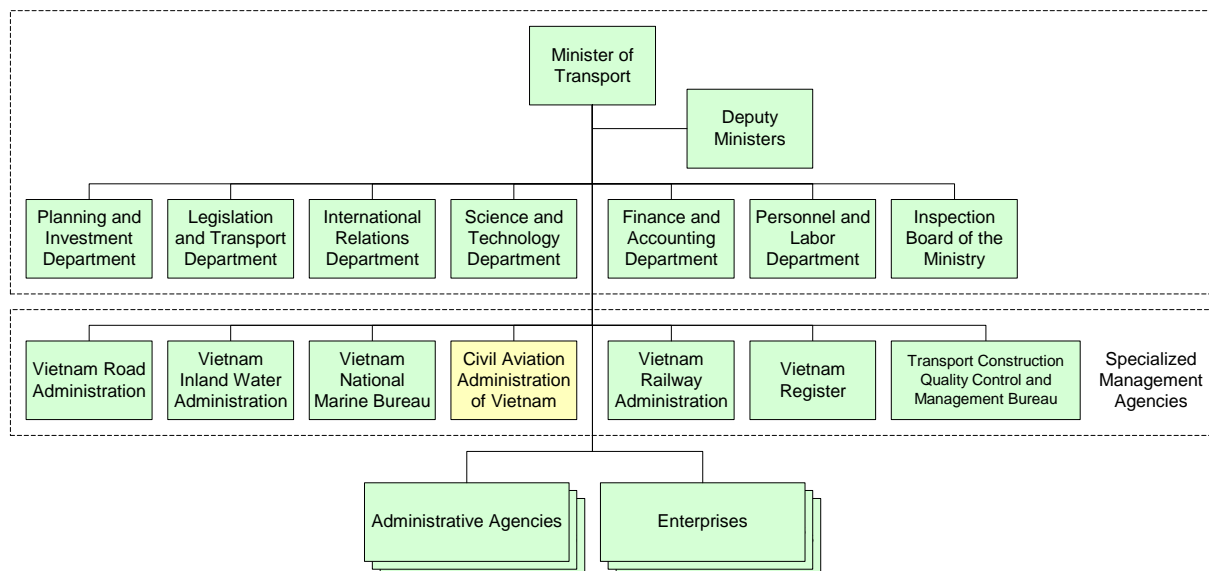 Minister of
Transport
Deputy
Ministers
Planning and
Investment
Department
Legislation
and Transport
Department
International
Relations
Department
Science and
Technology
Department
Finance and
Accounting
Department
Personnel and
Labor
Department
Inspection
Board of the
Ministry
Vietnam Road
Administration
Vietnam
Inland Water
Administration
Vietnam
National
Marine Bureau
Civil Aviation
Administration
of Vietnam
Vietnam
Railway
Administration
Vietnam
Register
Transport Construction
Quality Control and
Management Bureau
Specialized
Management
Agencies
Administrative Agencies
Enterprises